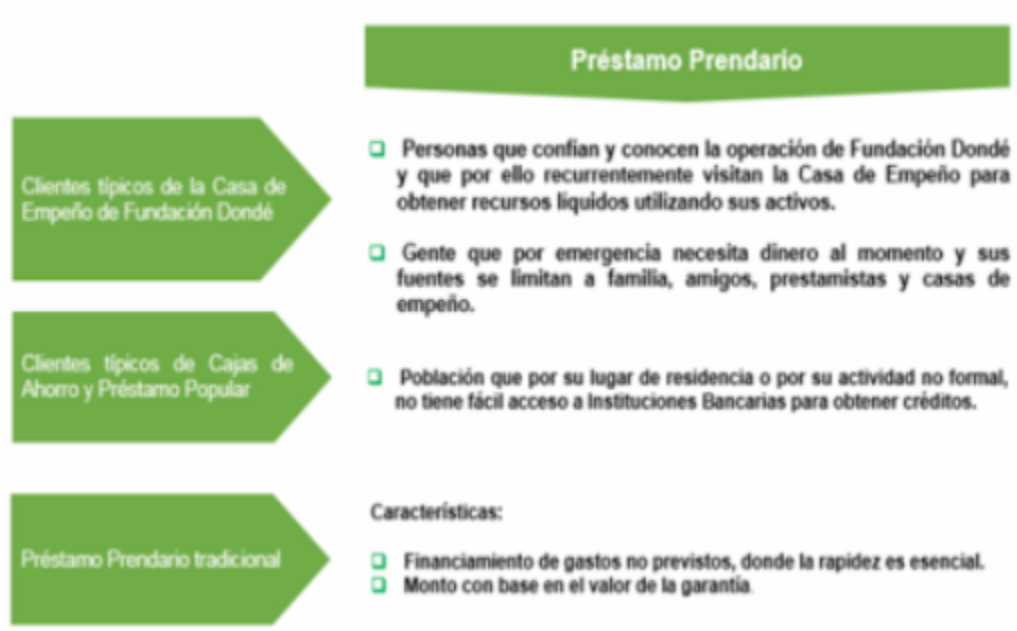 Préstamo Prendario
Clientes típicos de la Casa de
Empeño de Fundación Dondé
Personas que confían y conocen la operación de Fundación Dondé
y que por ello recurrentemente visitan la Casa de Empeño para
obtener recursos líquidos utilizando sus activos.
Gente que por emergencia necesita dinero al momento y sus
fuentes se limitan a familia, amigos, prestamistas y casas de
empeño.
Clientes típicos de Cajas de
Ahorro y Préstamo Popular
Población que por su lugar de residencia o por su actividad no formal,
no tiene fácil acceso a Instituciones Bancarias para obtener créditos.
Préstamo Prendario tradicional
Características:
Financiamiento de gastos no previstos, donde la rapidez es esencial.
Monto con base en el valor de la garantía.